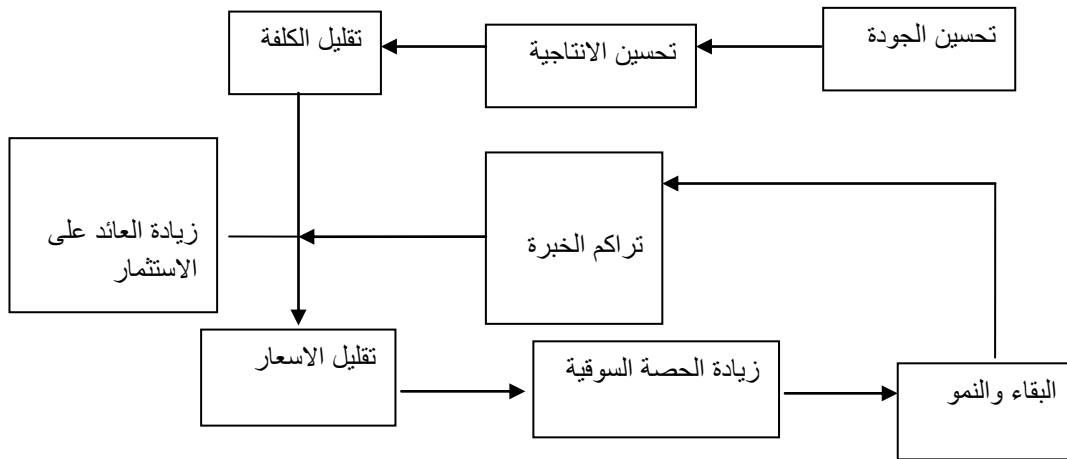 تحسين الجودة
تحسين الانتاجية
تقليل الكلفة
تراكم الخبرة
زيادة العائد على
الاستثمار
تقليل الاسعار
زيادة الحصة السوقية
البقاء والنمو